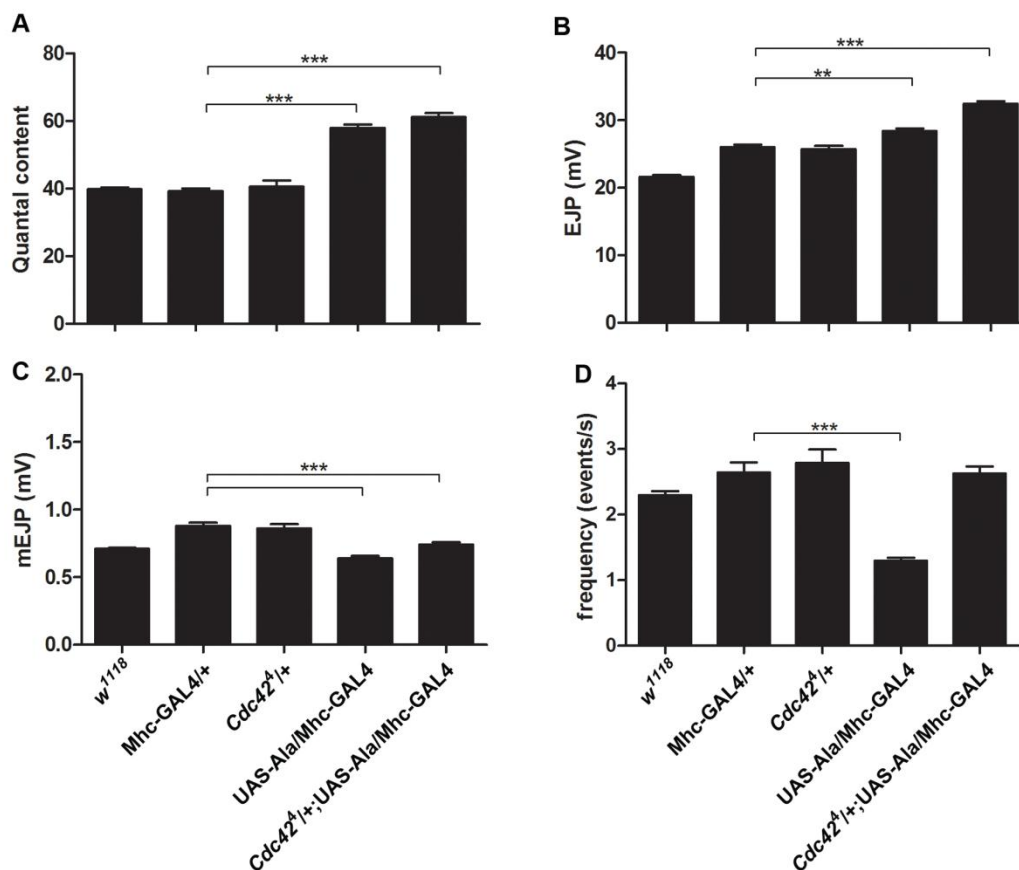 A
Quantal content
80
60
40
20
0
***
***
B
EJP (mV)
40
30
20
10
0
***
**
C
mEJP (mV)
2.0
1.5
1.0
0.5
0.0
***
w¹¹¹⁸
Mhc-GAL4/+
Cdc42⁴/+
UAS-Ala/Mhc-GAL4
Cdc42⁴/+;UAS-Ala/Mhc-GAL4
D
frequency (events/s)
4
3
2
1
0
***
w¹¹¹⁸
Mhc-GAL4/+
Cdc42⁴/+
UAS-Ala/Mhc-GAL4
Cdc42⁴/+;UAS-Ala/Mhc-GAL4